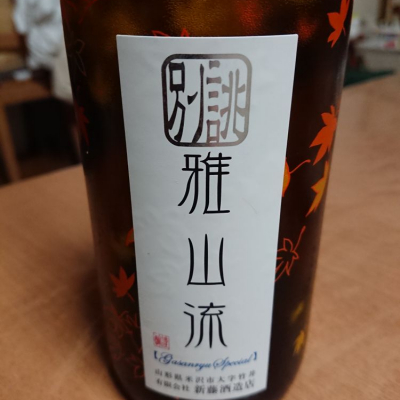 別誂
雅山流
【Gasanryu Special】
山形県米沢市大字竹井
有限会社 新藤酒造店